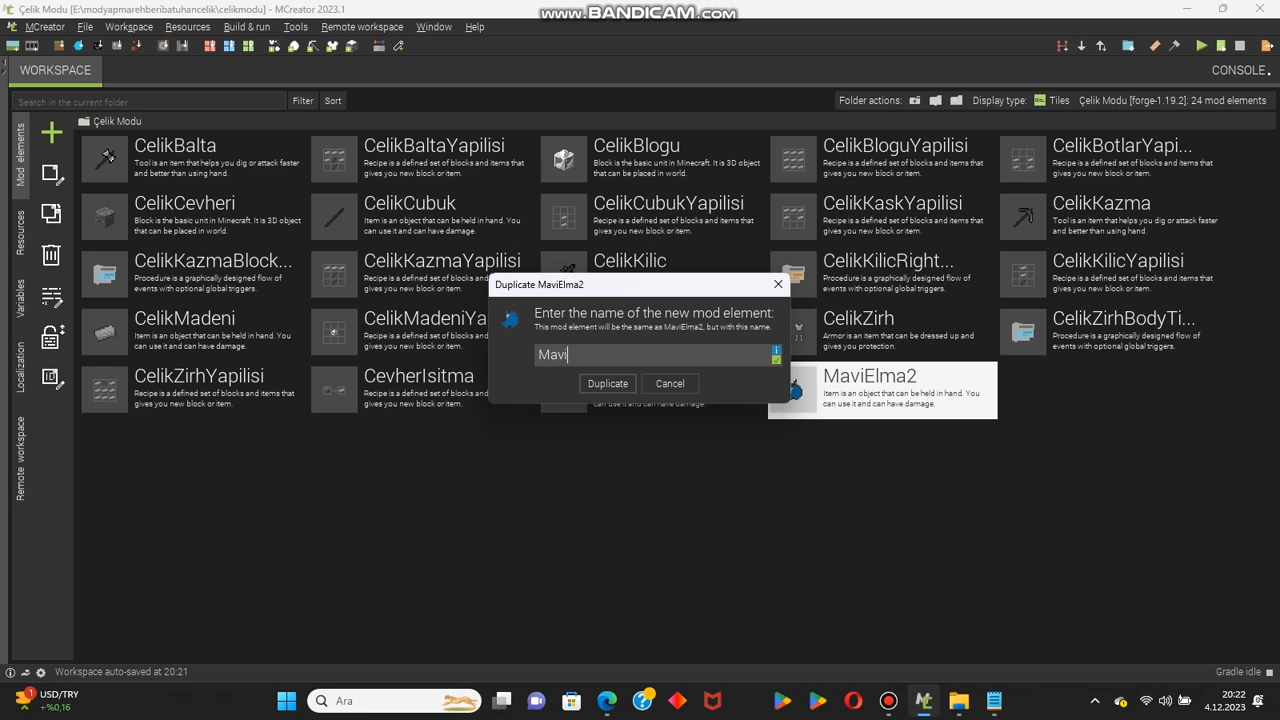 Çelik Modu [E:\modyapmarehberibatuhancelik\celikmodu] - MCreator 2023.1
www.BANDICAM.com
MCreator File Workspace Resources Build & run Tools Remote workspace Window Help
WORKSPACE
CONSOLE
Search in the current folder
Filter
Sort
Folder actions:
Display type:
Tiles
Çelik Modu [forge-1.19.2]: 24 mod elements
Mod elements
Resources
Variables
Localization
Remote workspace
Çelik Modu
CelikBalta
Tool is an item that helps you dig or attack faster
and better than using hand.
CelikBaltaYapilisi
Recipe is a defined set of blocks and items that
gives you new block or item.
CelikBlogu
Block is the basic unit in Minecraft. It is 3D object
that can be placed in world.
CelikBloguYapilisi
Recipe is a defined set of blocks and items that
gives you new block or item.
CelikBotlarYapi...
Recipe is a defined set of blocks and items that
gives you new block or item.
CelikCevheri
Block is the basic unit in Minecraft. It is 3D object
that can be placed in world.
CelikCubuk
Item is an object that can be held in hand. You
can use it and can have damage.
CelikCubukYapilisi
Recipe is a defined set of blocks and items that
gives you new block or item.
CelikKaskYapilisi
Recipe is a defined set of blocks and items that
gives you new block or item.
CelikKazma
Tool is an item that helps you dig or attack faster
and better than using hand.
CelikKazmaBlock...
Procedure is a graphically designed flow of
events with optional global triggers.
CelikKazmaYapilisi
Recipe is a defined set of blocks and items that
gives you new block or item.
CelikKilic
CelikKilicRight...
Procedure is a graphically designed flow of
events with optional global triggers.
CelikKilicYapilisi
Recipe is a defined set of blocks and items that
gives you new block or item.
CelikMadeni
Item is an object that can be held in hand. You
can use it and can have damage.
CelikMadeniYa
Recipe is a defined set of
gives you new block or item.
CelikZirh
Armor is an item that can be equipped and
gives you protection.
CelikZirhBodyTi...
Procedure is a graphically designed flow of
events with optional global triggers.
CelikZirhYapilisi
Recipe is a defined set of blocks and items that
gives you new block or item.
CevherIsitma
Recipe is a defined set of blocks
gives you new block or item.
can use it and can have damage.
MaviElma2
Item is an object that can be held in hand. You
can use it and can have damage.
Duplicate MaviElma2
Enter the name of the new mod element:
This mod element will be the same as MaviElma2, but with this name.
Mavi
Duplicate
Cancel
Workspace auto-saved at 20:21
Gradle idle
1
USD/TRY
+%0,16
Ara
20:22
4.12.2023